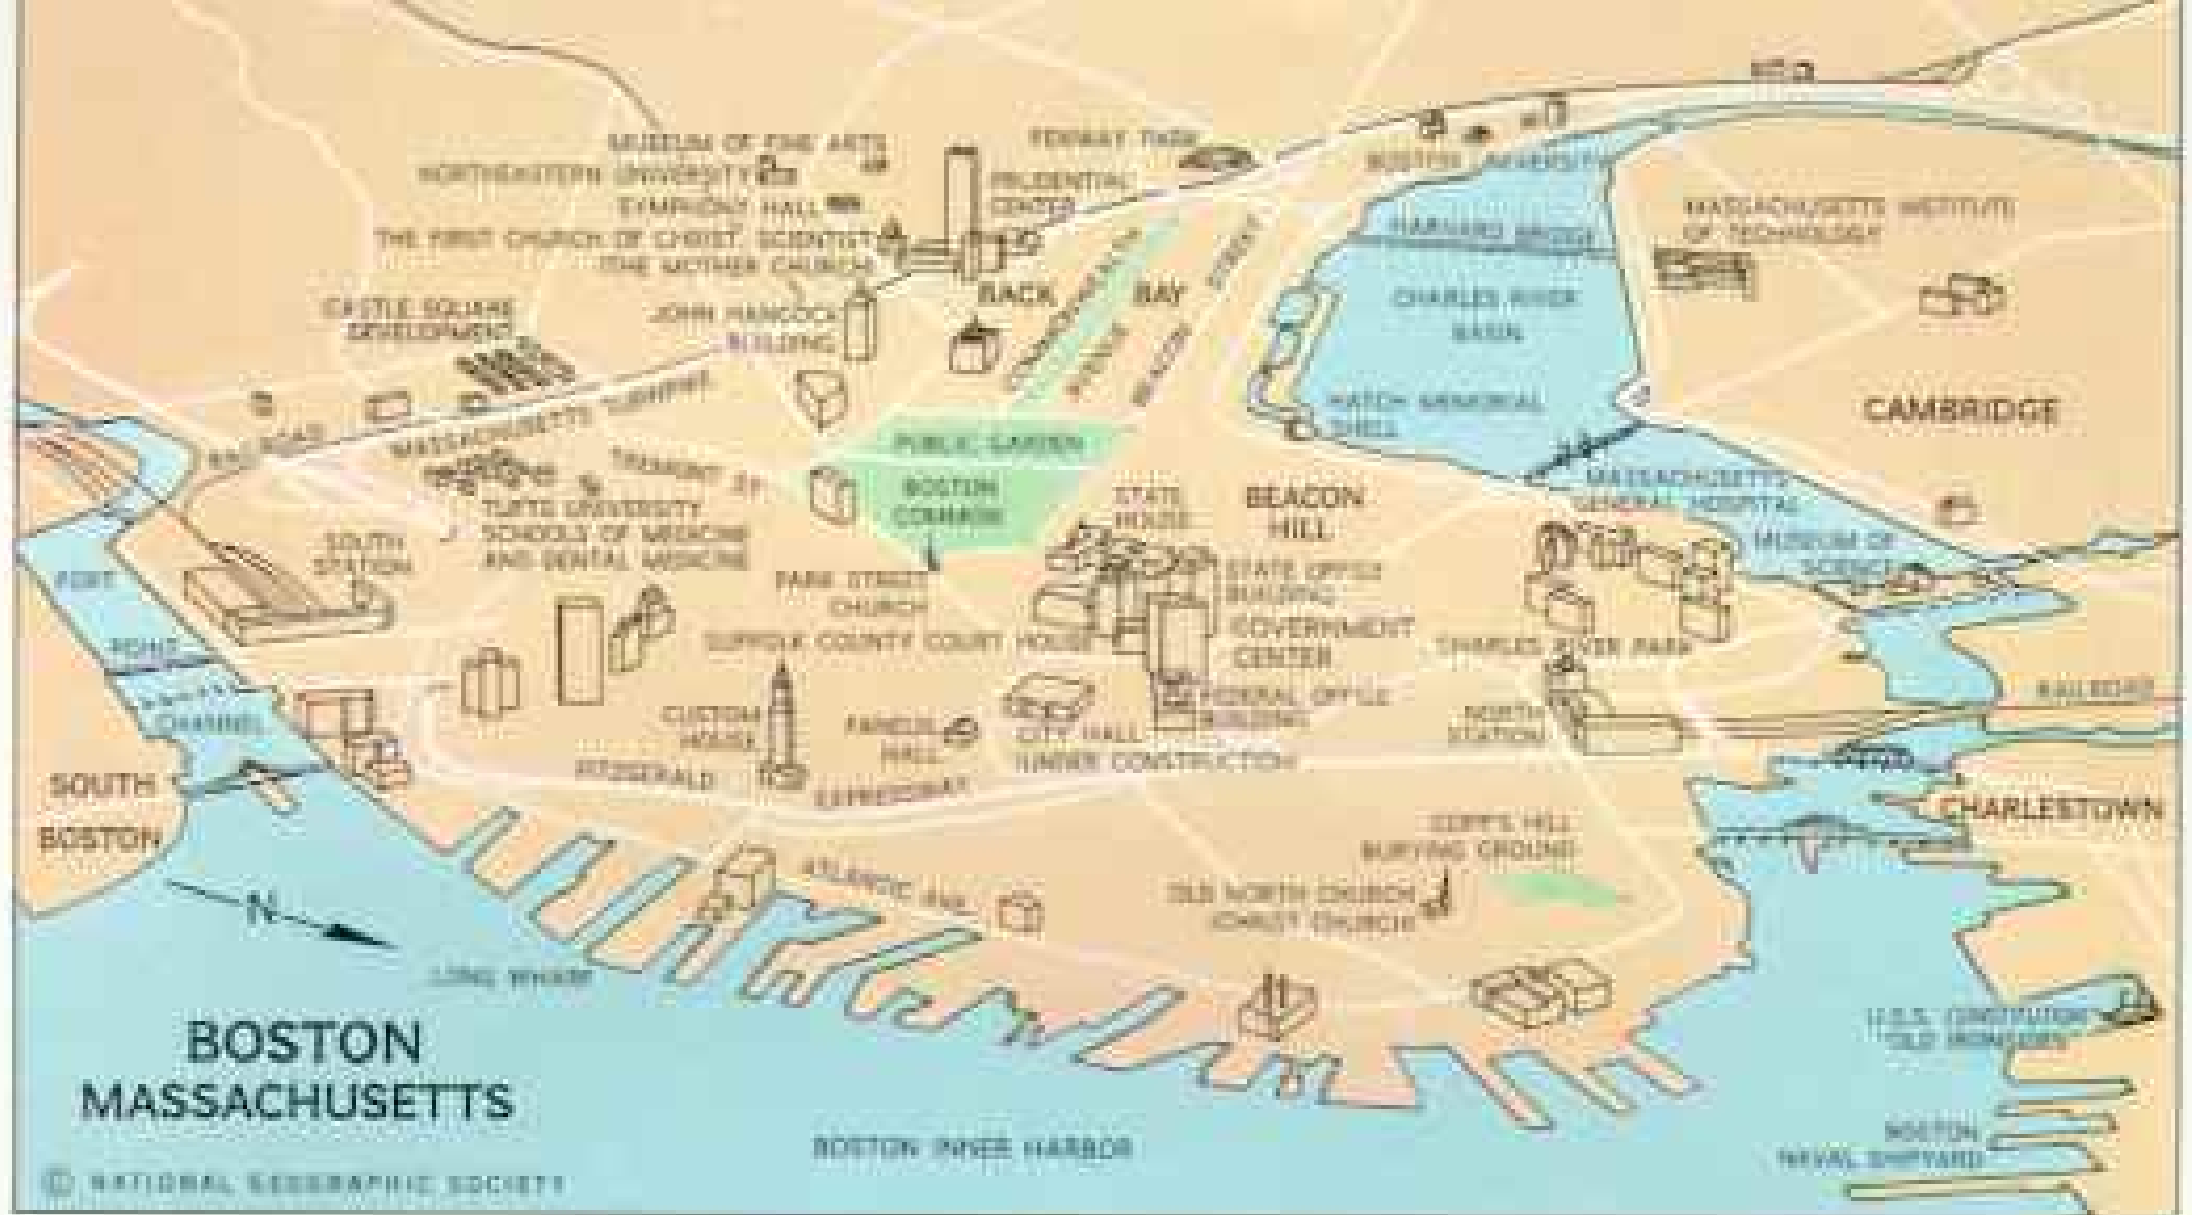 MUSEUM OF FINE ARTS
NORTHEASTERN UNIVERSITY
SYMPHONY HALL
THE FIRST CHURCH OF CHRIST, SCIENTIST
(THE MOTHER CHURCH)
FENWAY PARK
PRUDENTIAL
CENTER
BOSTON UNIVERSITY
MASSACHUSETTS INSTITUTE
OF TECHNOLOGY
HARVARD BRIDGE
CASTLE SQUARE
DEVELOPMENT
JOHN HANCOCK
BUILDING
BACK BAY
COMMONWEALTH
AVENUE
BEACON STREET
CHARLES RIVER
BASIN
HATCH MEMORIAL
SHELL
CAMBRIDGE
RAILROAD
MASSACHUSETTS TURNPIKE
TREMONT ST.
PUBLIC GARDEN
BOSTON
COMMON
STATE
HOUSE
BEACON
HILL
MASSACHUSETTS
GENERAL HOSPITAL
MUSEUM OF
SCIENCE
TUFTS UNIVERSITY
SCHOOLS OF MEDICINE
AND DENTAL MEDICINE
SOUTH
STATION
FORT
POINT
CHANNEL
PARK STREET
CHURCH
STATE OFFICE
BUILDING
SUFFOLK COUNTY COURT HOUSE
GOVERNMENT
CENTER
CHARLES RIVER PARK
FEDERAL OFFICE
BUILDING
CUSTOM
HOUSE
FANEUIL
HALL
CITY HALL
(UNDER CONSTRUCTION)
NORTH
STATION
RAILROAD
FITZGERALD EXPRESSWAY
SOUTH
BOSTON
CHARLESTOWN
COPP'S HILL
BURYING GROUND
ATLANTIC AVE.
OLD NORTH CHURCH
(CHRIST CHURCH)
N
LONG WHARF
U.S.S. CONSTITUTION
"OLD IRONSIDES"
BOSTON
MASSACHUSETTS
BOSTON INNER HARBOR
BOSTON
NAVAL SHIPYARD
© NATIONAL GEOGRAPHIC SOCIETY